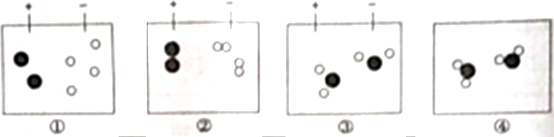 + - + - + -
① ② ③ ④